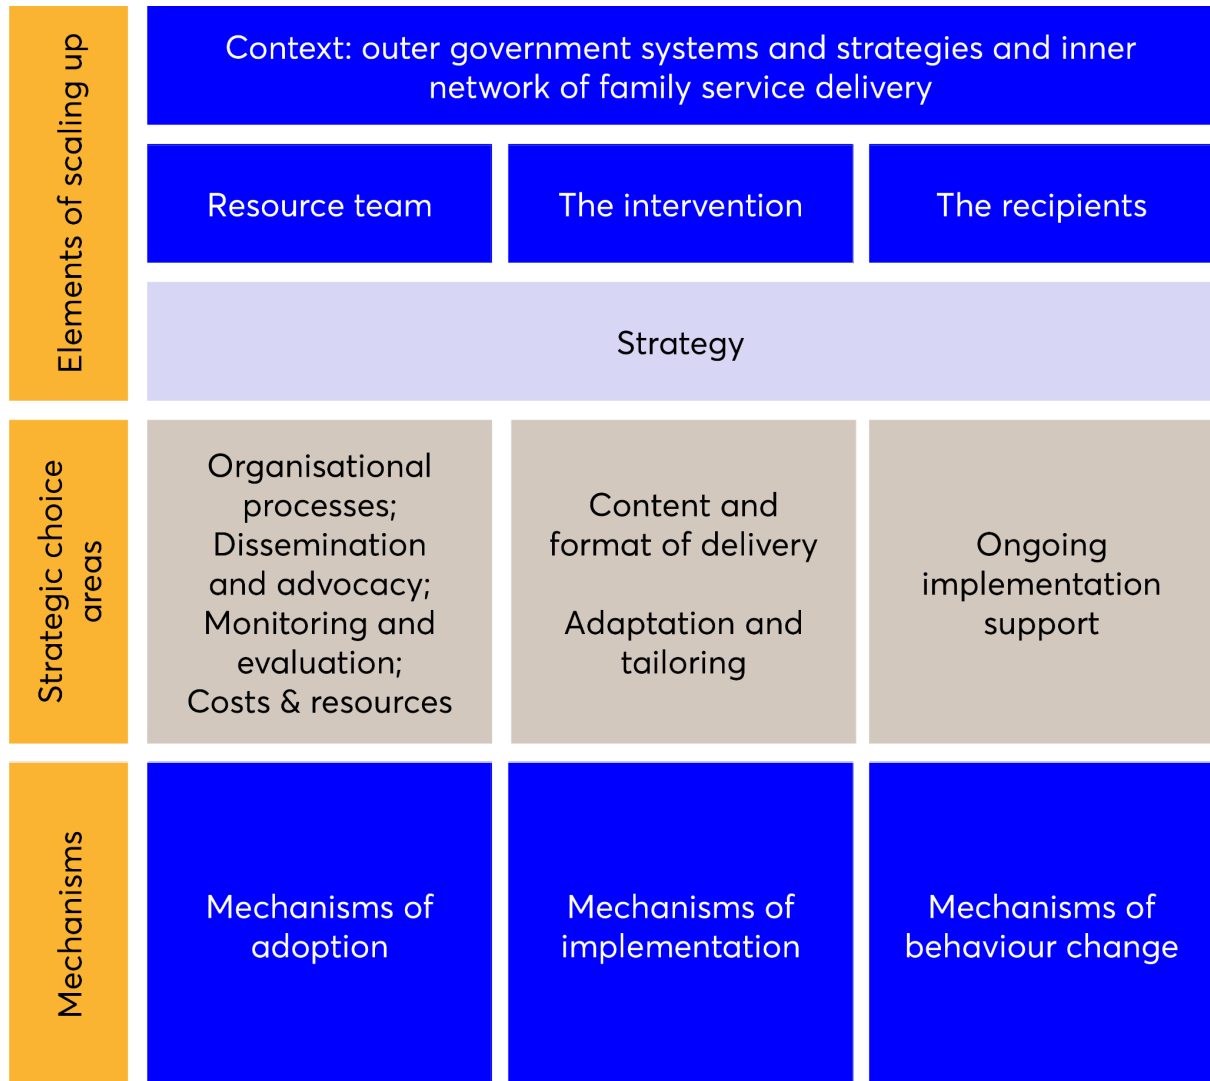 Elements of scaling up
Context: outer government systems and strategies and inner
network of family service delivery
Resource team
The intervention
The recipients
Strategy
Strategic choice
areas
Organisational
processes;
Dissemination
and advocacy;
Monitoring and
evaluation;
Costs & resources
Content and
format of delivery
Adaptation and
tailoring
Ongoing
implementation
support
Mechanisms
Mechanisms of
adoption
Mechanisms of
implementation
Mechanisms of
behaviour change